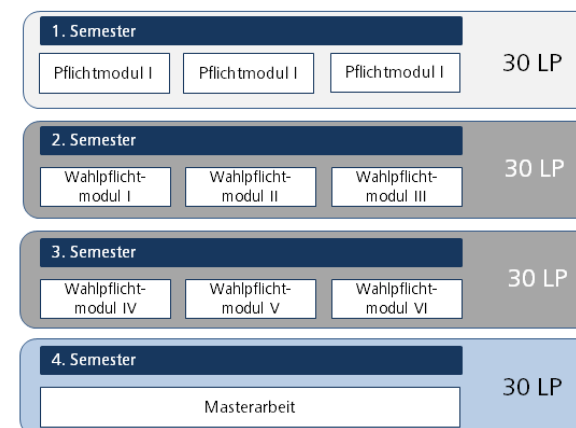 1. Semester
Pflichtmodul I
Pflichtmodul I
Pflichtmodul I
30 LP
2. Semester
Wahlpflicht-
modul I
Wahlpflicht-
modul II
Wahlpflicht-
modul III
30 LP
3. Semester
Wahlpflicht-
modul IV
Wahlpflicht-
modul V
Wahlpflicht-
modul VI
30 LP
4. Semester
Masterarbeit
30 LP